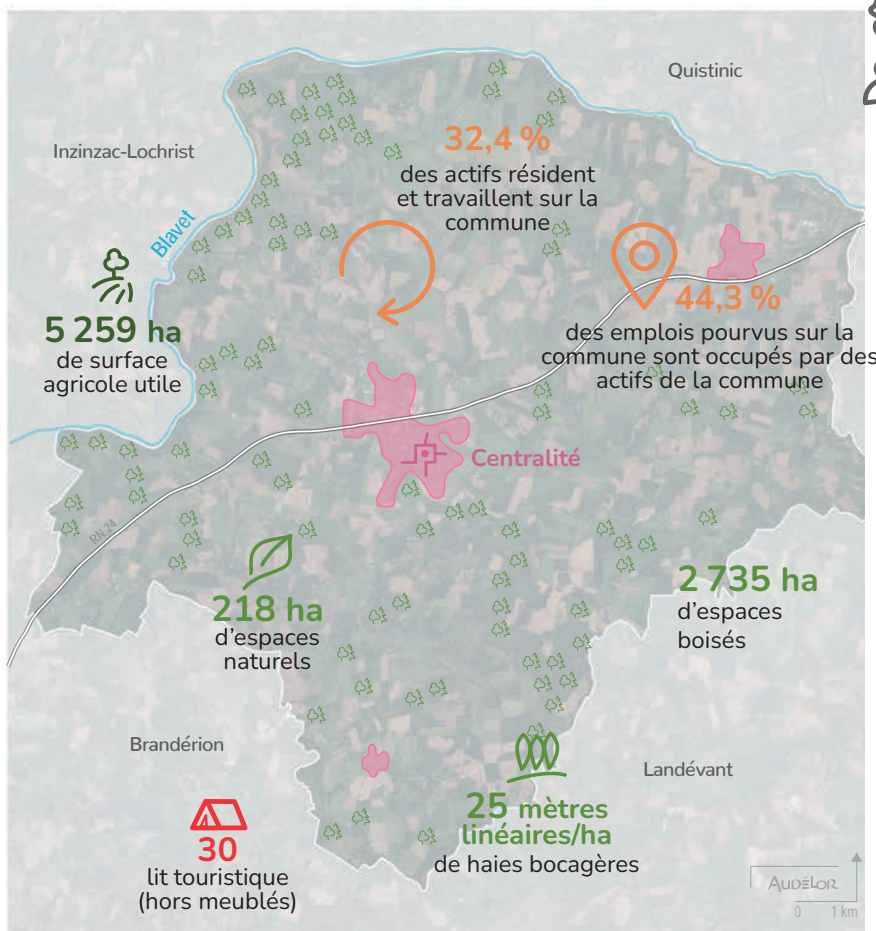 Quistinic
Inzinzac-Lochrist
32,4 %
des actifs résident
et travaillent sur la
commune
Blavet
44,3 %
des emplois pourvus sur la
commune sont occupés par des
actifs de la commune
5 259 ha
de surface
agricole utile
Centralité
RN 24
218 ha
d'espaces
naturels
2 735 ha
d'espaces
boisés
Brandérion
Landévant
25 mètres
linéaires/ha
de haies bocagères
30
lit touristique
(hors meublés)
AUDÉLOR
0 1 km